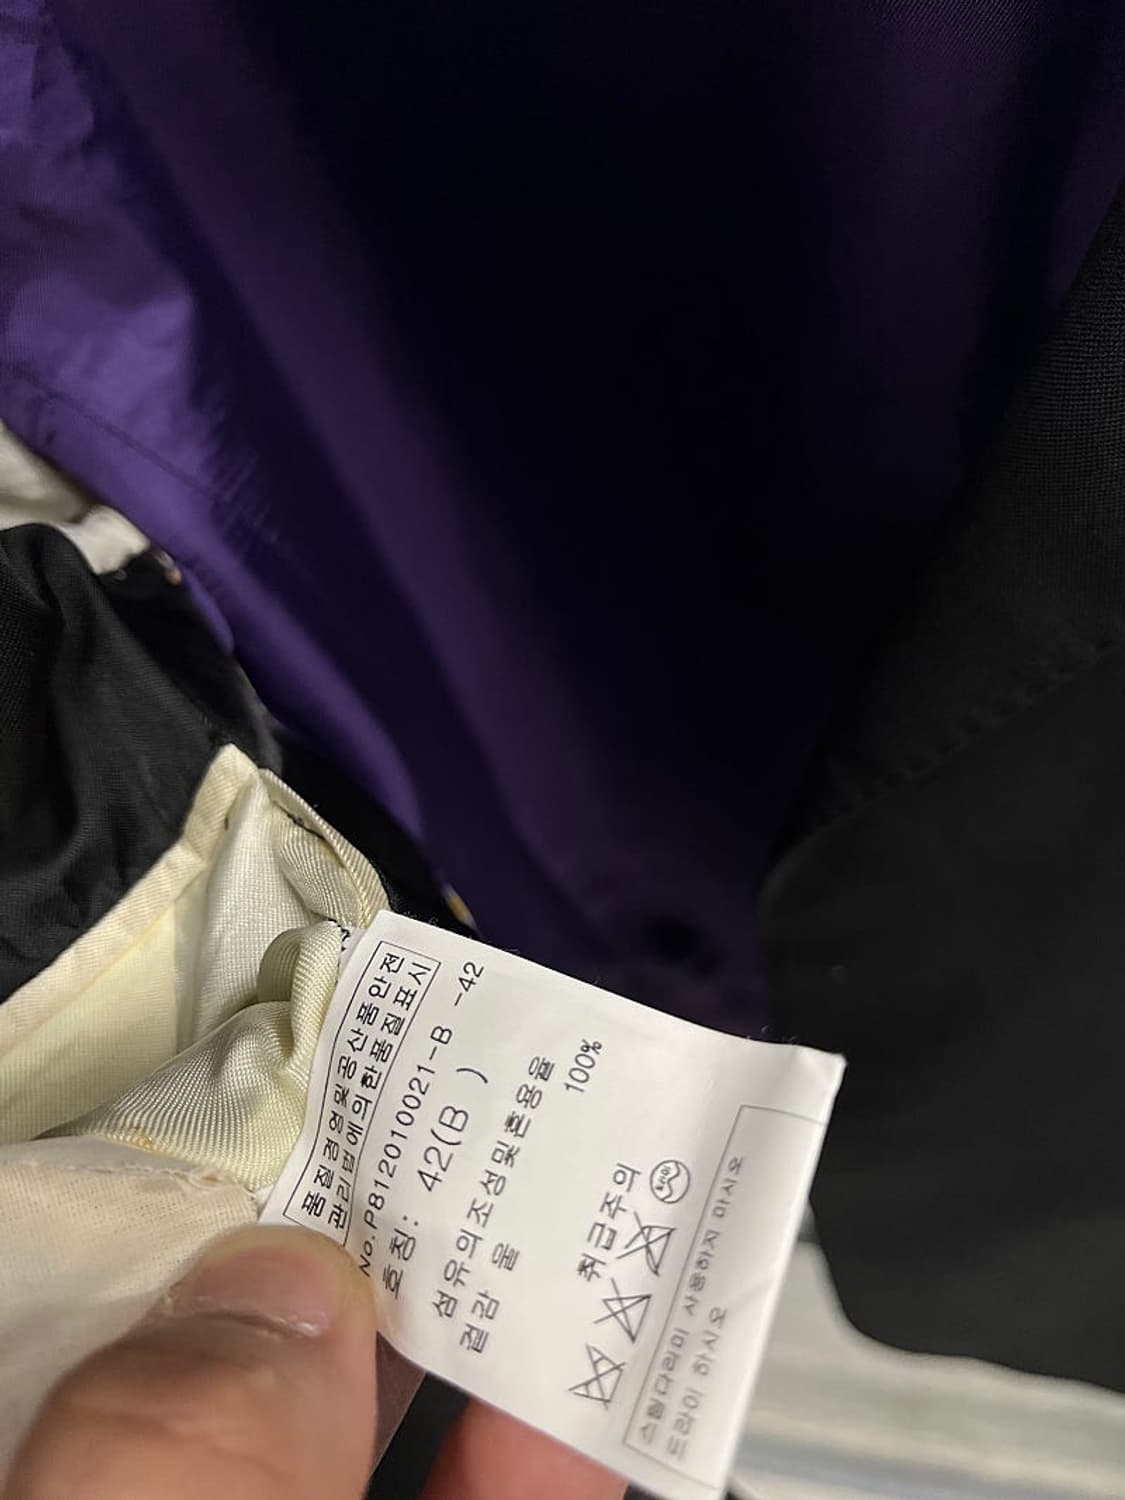 품질경영및공산품안전
관리법에의한품질표시
No.P812010021-B -42
호칭: 42(B )
섬유의조성및혼용율
겉감 울 100%
취급주의
드라이
스팀다리미 사용하지 마시오
드라이 하시오